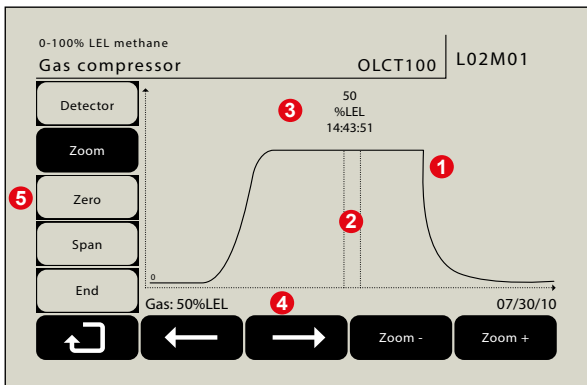 0-100% LEL methane
Gas compressor OLCT100 L02M01
Detector
Zoom
Zero
Span
End
50
%LEL
14:43:51
3
1
2
5
4
0
Gas: 50%LEL 07/30/10
Zoom - Zoom +